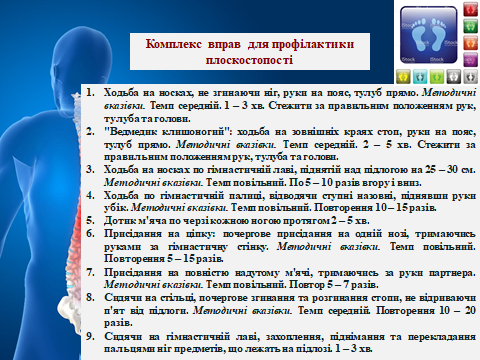 Комплекс вправ для профілактики
плоскостопості
iStock
1. Ходьба на носках, не згинаючи ніг, руки на пояс, тулуб прямо. Методичні
вказівки. Темп середній. 1 – 3 хв. Стежити за правильним положенням рук,
тулуба та голови.
2. "Ведмедик клишоногий": ходьба на зовнішніх краях стоп, руки на пояс,
тулуб прямо. Методичні вказівки. Темп середній. 2 – 5 хв. Стежити за
правильним положенням рук, тулуба та голови.
3. Ходьба на носках по гімнастичній лаві, піднятій над підлогою на 25 – 30 см.
Методичні вказівки. Темп повільний. По 5 – 10 разів вгору і вниз.
4. Ходьба по гімнастичній палиці, відводячи ступні назовні, піднявши руки
убік. Методичні вказівки. Темп повільний. Повторення 10 – 15 разів.
5. Дотик м'яча по черзі кожною ногою протягом 2 – 5 хв.
6. Присідання на ціпку: почергове присідання на одній нозі, тримаючись
руками за гімнастичну стінку. Методичні вказівки. Темп повільний.
Повторення 5 – 15 разів.
7. Присідання на повністю надутому м'ячі, тримаючись за руки партнера.
Методичні вказівки. Темп повільний. Повтор 5 – 7 разів.
8. Сидячи на стільці, почергове згинання та розгинання стопи, не відриваючи
п'ят від підлоги. Методичні вказівки. Темп середній. Повторення 10 – 20
разів.
9. Сидячи на гімнастичній лаві, захоплення, піднімання та перекладання
пальцями ніг предметів, що лежать на підлозі. 1 – 3 хв.